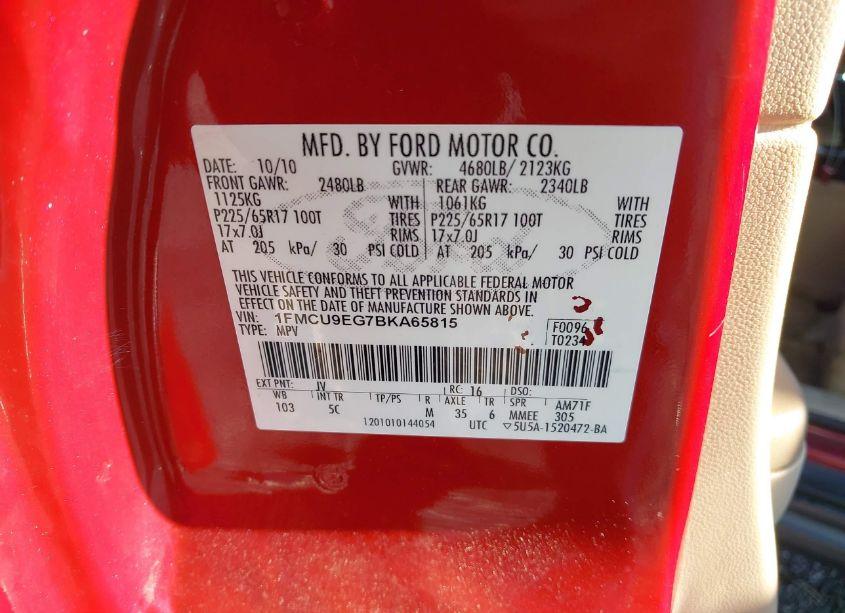 MFD. BY FORD MOTOR CO.
DATE: 10/10 GVWR: 4680LB/ 2123KG
FRONT GAWR: 2480LB REAR GAWR: 2340LB
1125KG WITH 1061KG WITH
P225/65R17 100T TIRES P225/65R17 100T TIRES
17x7.0J RIMS 17x7.0J RIMS
AT 205 kPa/ 30 PSI COLD AT 205 kPa/ 30 PSI COLD
THIS VEHICLE CONFORMS TO ALL APPLICABLE FEDERAL MOTOR
VEHICLE SAFETY AND THEFT PREVENTION STANDARDS IN
EFFECT ON THE DATE OF MANUFACTURE SHOWN ABOVE.
VIN: 1FMCU9EG7BKA65815 F0096
TYPE: MPV T0234
EXT PNT: JV RC: 16 DSO:
WB INT TR TP/PS R AXLE TR SPR AM71F
103 5C M 35 6 MMEE 305
1201010144054 UTC ▽5U5A-1520472-BA